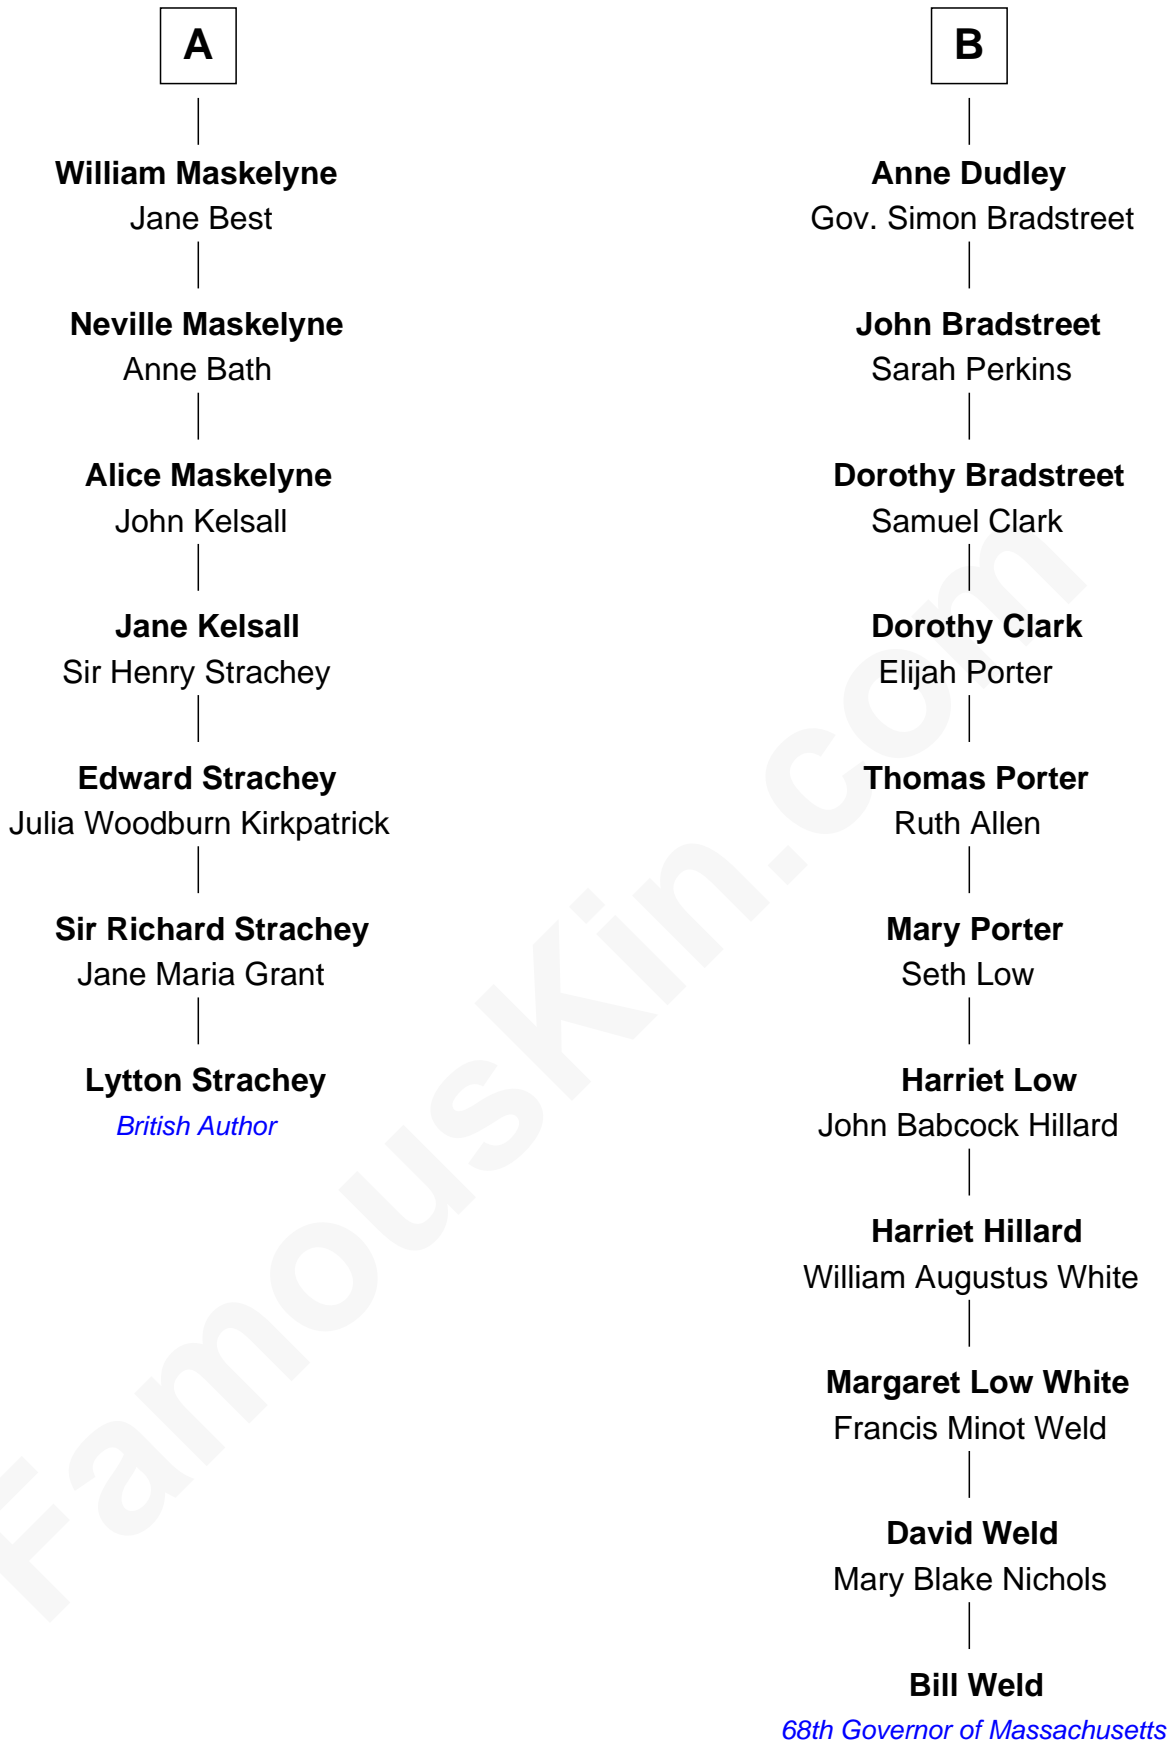 A
William Maskelyne
Jane Best
Neville Maskelyne
Anne Bath
Alice Maskelyne
John Kelsall
Jane Kelsall
Sir Henry Strachey
Edward Strachey
Julia Woodburn Kirkpatrick
Sir Richard Strachey
Jane Maria Grant
Lytton Strachey
British Author
B
Anne Dudley
Gov. Simon Bradstreet
John Bradstreet
Sarah Perkins
Dorothy Bradstreet
Samuel Clark
Dorothy Clark
Elijah Porter
Thomas Porter
Ruth Allen
Mary Porter
Seth Low
Harriet Low
John Babcock Hillard
Harriet Hillard
William Augustus White
Margaret Low White
Francis Minot Weld
David Weld
Mary Blake Nichols
Bill Weld
68th Governor of Massachusetts
FamousKin.com